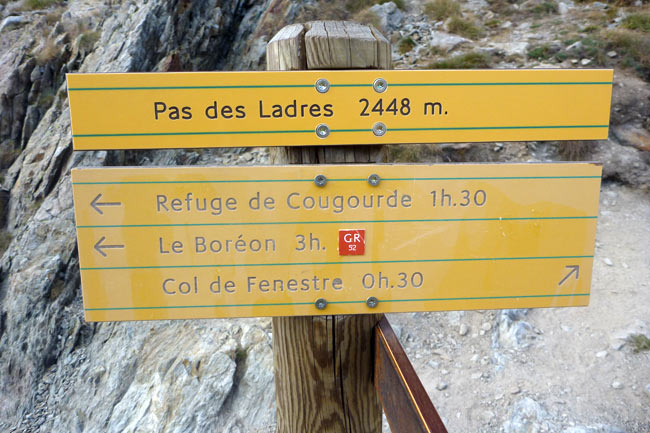 Pas des Ladres 2448 m.
← Refuge de Cougourde 1h.30
← Le Boréon 3h. GR 52
Col de Fenestre 0h.30 ↗